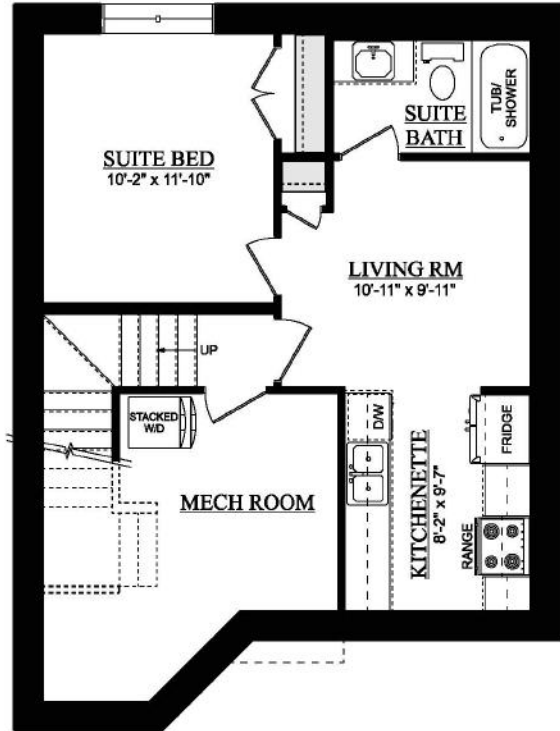 SUITE BED
10'-2" x 11'-10"
SUITE
BATH
TUB/
SHOWER
LIVING RM
10'-11" x 9'-11"
UP
STACKED
W/D
MECH ROOM
D/W
KITCHENETTE
8'-2" x 9'-7"
FRIDGE
RANGE